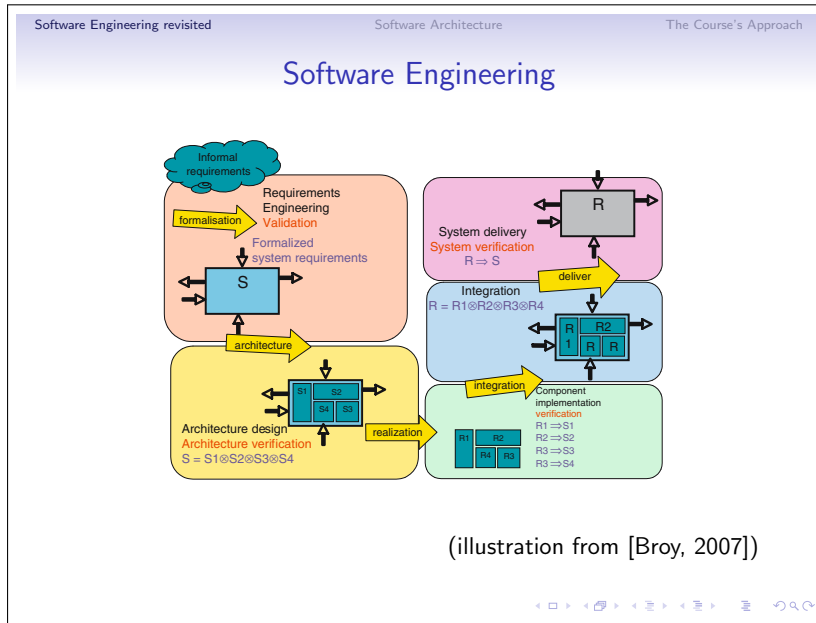 Software Engineering revisited
Software Architecture
The Course's Approach
Software Engineering
Informal
requirements
formalisation
Requirements
Engineering
Validation
Formalized
system requirements
S
architecture
S1
S2
S4
S3
Architecture design
Architecture verification
S = S1⊗S2⊗S3⊗S4
realization
R
System delivery
System verification
R ⇒ S
deliver
Integration
R = R1⊗R2⊗R3⊗R4
R
1
R2
R
R
integration
Component
implementation
verification
R1 ⇒S1
R2 ⇒S2
R3 ⇒S3
R3 ⇒S4
R1
R2
R4
R3
(illustration from [Broy, 2007])